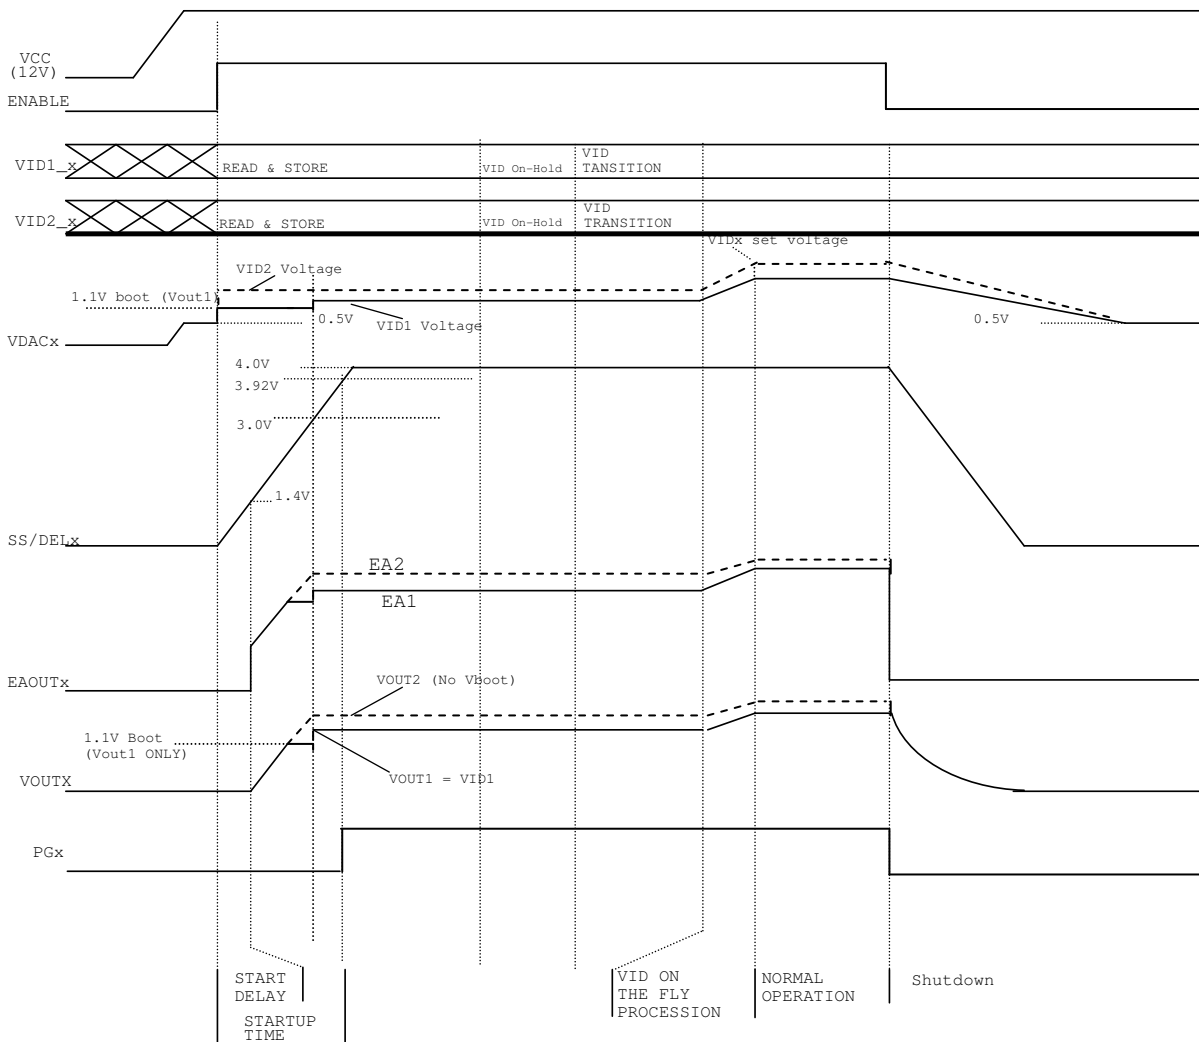 VCC
(12V)
ENABLE
VID1_x
READ & STORE
VID On-Hold
VID
TANSITION
VID2_x
READ & STORE
VID On-Hold
VID
TRANSITION
VIDx set voltage
VID2 Voltage
1.1V boot (Vout1)
0.5V
VID1 Voltage
0.5V
VDACx
4.0V
3.92V
3.0V
1.4V
SS/DELx
EA2
EA1
EAOUTx
VOUT2 (No Vboot)
1.1V Boot
(Vout1 ONLY)
VOUTX
VOUT1 = VID1
PGx
START
DELAY
STARTUP
TIME
VID ON
THE FLY
PROCESSION
NORMAL
OPERATION
Shutdown